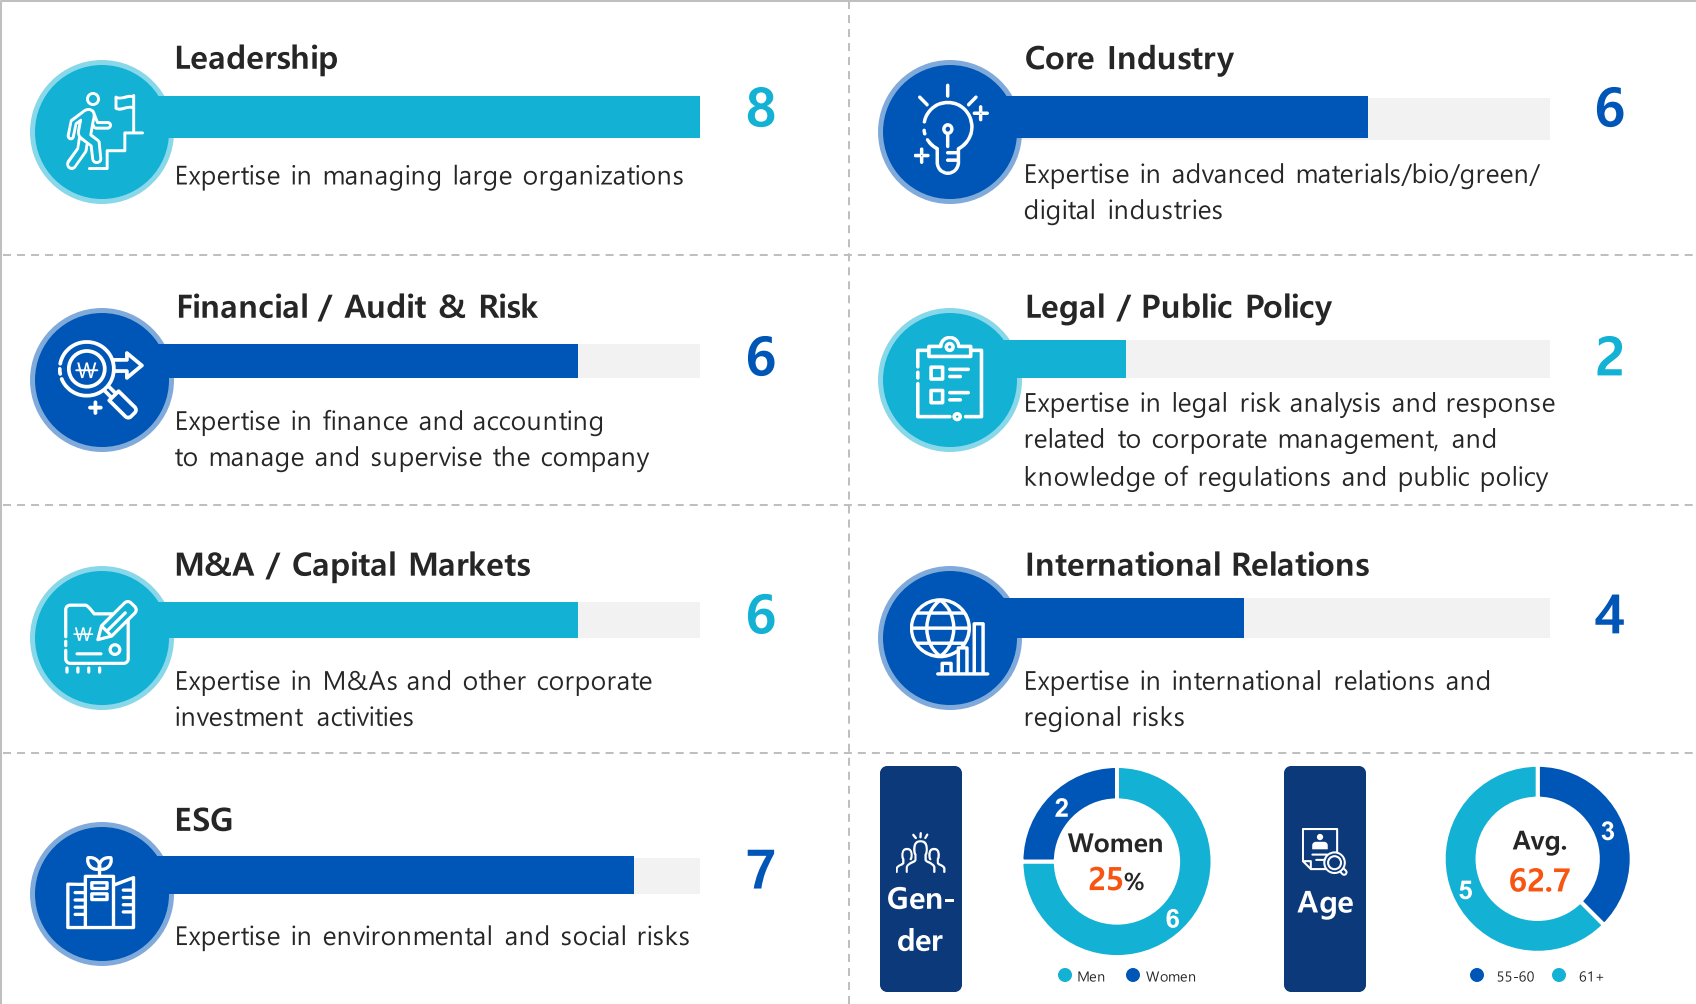 Leadership
8
Expertise in managing large organizations
Core Industry
6
Expertise in advanced materials/bio/green/
digital industries
Financial / Audit & Risk
₩
6
Expertise in finance and accounting
to manage and supervise the company
Legal / Public Policy
2
Expertise in legal risk analysis and response
related to corporate management, and
knowledge of regulations and public policy
M&A / Capital Markets
₩
6
Expertise in M&As and other corporate
investment activities
International Relations
4
Expertise in international relations and
regional risks
ESG
7
Expertise in environmental and social risks
Gen-
der
2
Women
25%
6
Men
Women
Age
3
Avg.
62.7
5
55-60
61+